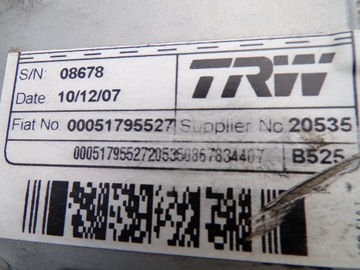 S/N: 08678
TRW
Date: 10/12/07
Fiat No 00051795527 Supplier No 20535
00051795527205350867834407 B525